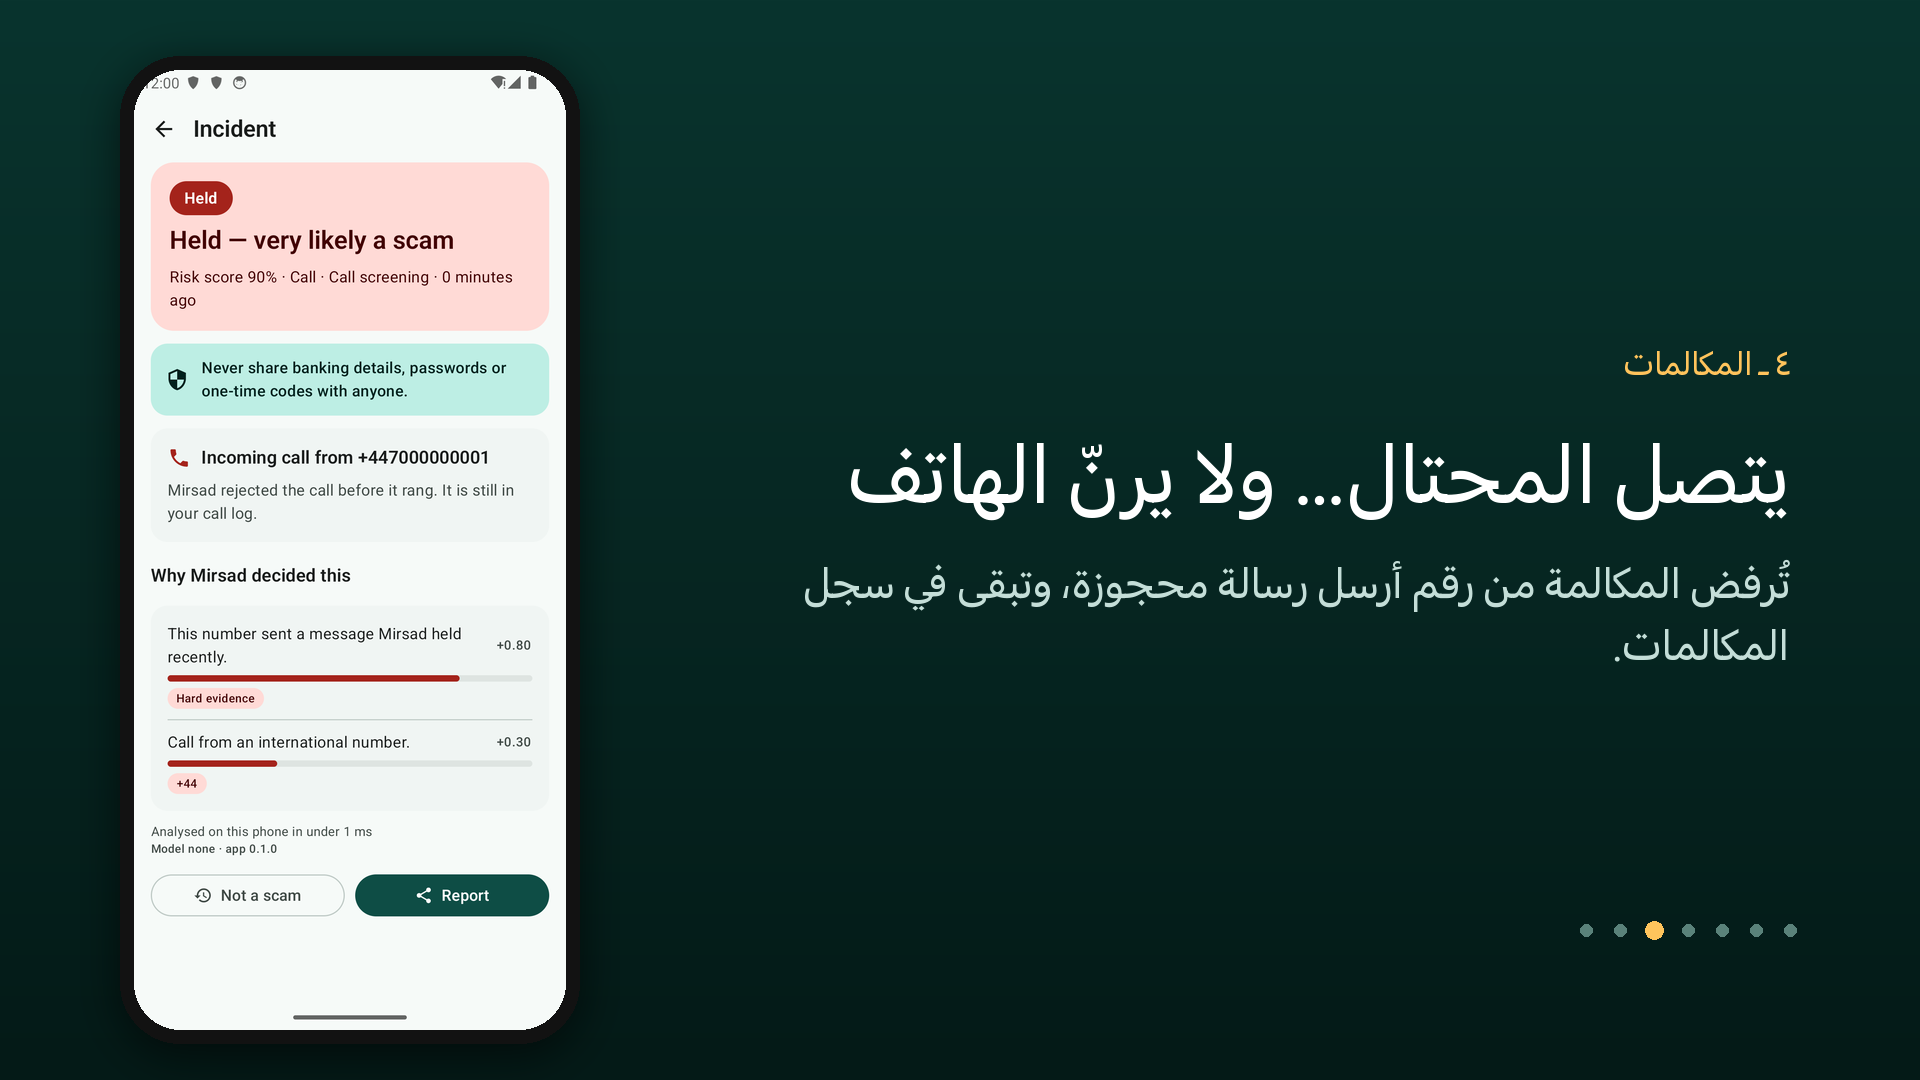 2:00
Incident
Held
Held — very likely a scam
Risk score 90% · Call · Call screening · 0 minutes
ago
Never share banking details, passwords or
one-time codes with anyone.
Incoming call from +447000000001
Mirsad rejected the call before it rang. It is still in
your call log.
Why Mirsad decided this
This number sent a message Mirsad held
recently.
+0.80
Hard evidence
Call from an international number.
+0.30
+44
Analysed on this phone in under 1 ms
Model none · app 0.1.0
Not a scam
Report
٤ ـ المكالمات
يتصل المحتال... ولا يرنّ الهاتف
تُرفض المكالمة من رقم أرسل رسالة محجوزة، وتبقى في سجل
المكالمات.